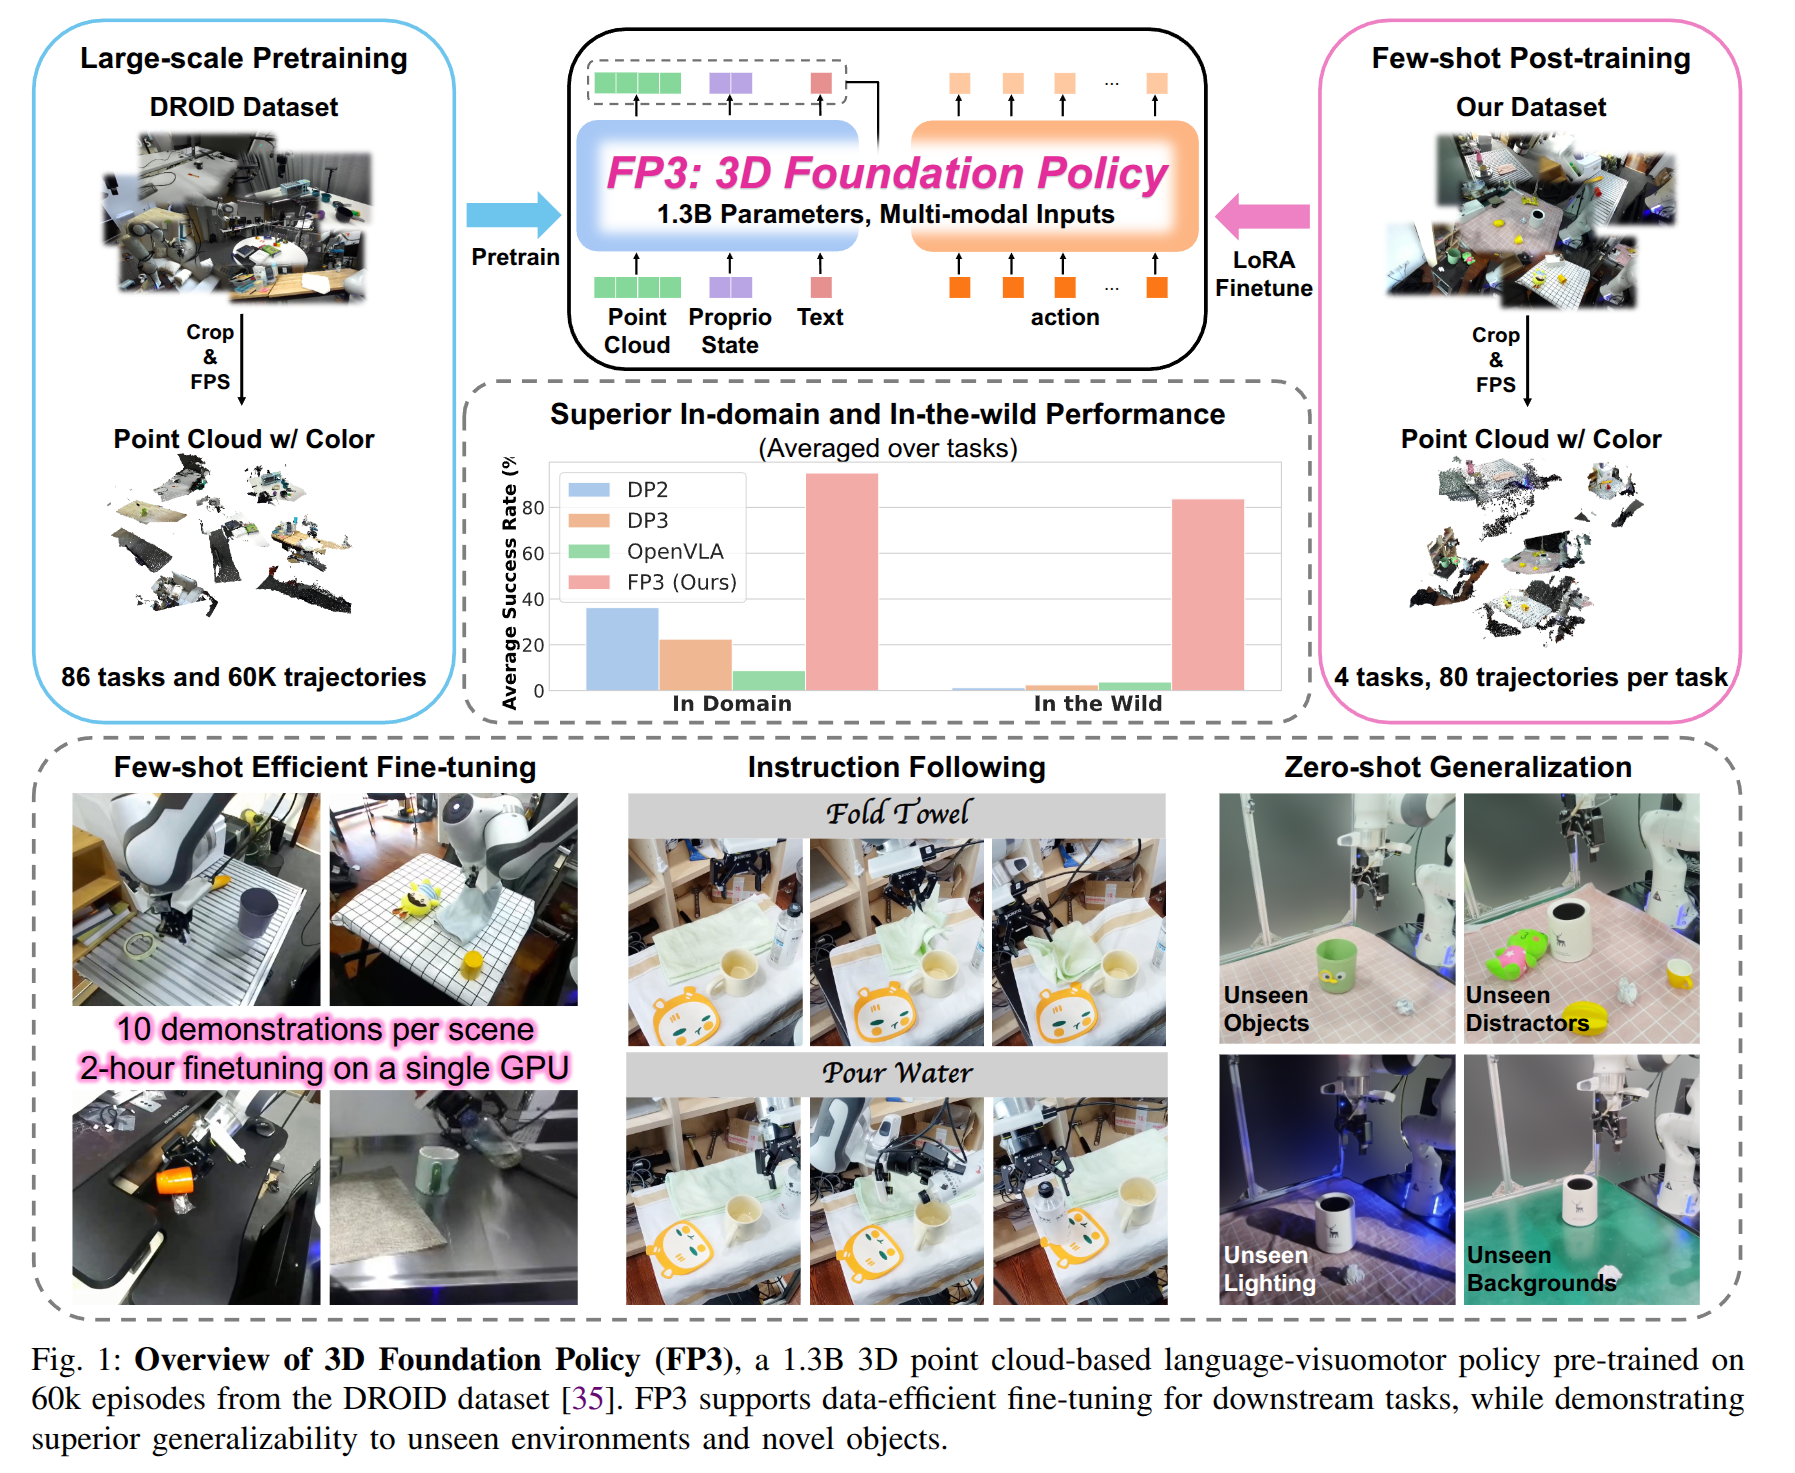 Large-scale Pretraining
DROID Dataset
Crop
&
FPS
Point Cloud w/ Color
86 tasks and 60K trajectories
Pretrain
FP3: 3D Foundation Policy
1.3B Parameters, Multi-modal Inputs
...
...
Point
Cloud
Proprio
State
Text
action
LoRA
Finetune
Few-shot Post-training
Our Dataset
Crop
&
FPS
Point Cloud w/ Color
4 tasks, 80 trajectories per task
Superior In-domain and In-the-wild Performance
(Averaged over tasks)
Average Success Rate (%
80
60
40
20
0
DP2
DP3
OpenVLA
FP3 (Ours)
In Domain
In the Wild
Few-shot Efficient Fine-tuning
10 demonstrations per scene
2-hour finetuning on a single GPU
Instruction Following
Fold Towel
Pour Water
Zero-shot Generalization
Unseen
Objects
Unseen
Distractors
Unseen
Lighting
Unseen
Backgrounds
Fig. 1: Overview of 3D Foundation Policy (FP3), a 1.3B 3D point cloud-based language-visuomotor policy pre-trained on
60k episodes from the DROID dataset [35]. FP3 supports data-efficient fine-tuning for downstream tasks, while demonstrating
superior generalizability to unseen environments and novel objects.